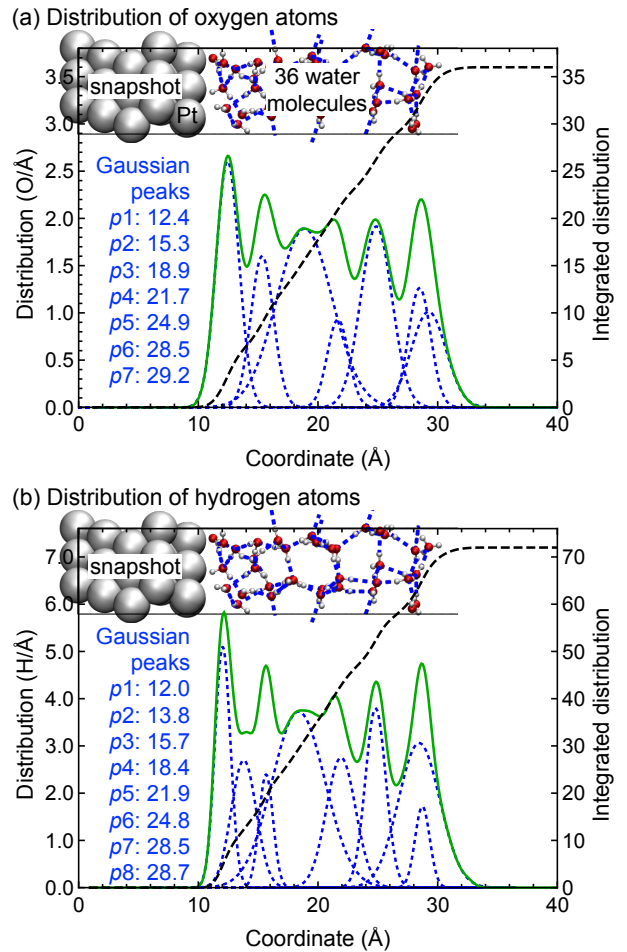 (a) Distribution of oxygen atoms
snapshot
36 water
molecules
Pt
Gaussian
peaks
p1: 12.4
p2: 15.3
p3: 18.9
p4: 21.7
p5: 24.9
p6: 28.5
p7: 29.2
Distribution (O/Å)
3.5
3.0
2.5
2.0
1.5
1.0
0.5
0.0
Integrated distribution
35
30
25
20
15
10
5
0
0 10 20 30 40
Coordinate (Å)
(b) Distribution of hydrogen atoms
snapshot
Gaussian
peaks
p1: 12.0
p2: 13.8
p3: 15.7
p4: 18.4
p5: 21.9
p6: 24.8
p7: 28.5
p8: 28.7
Distribution (H/Å)
7.0
6.0
5.0
4.0
3.0
2.0
1.0
0.0
Integrated distribution
70
60
50
40
30
20
10
0
0 10 20 30 40
Coordinate (Å)